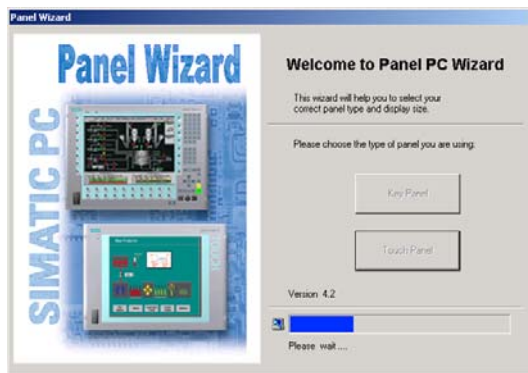 Panel Wizard
Panel Wizard
SIMATIC PC
Welcome to Panel PC Wizard
This wizard will help you to select your
correct panel type and display size.
Please choose the type of panel you are using:
Key Panel
Touch Panel
Version 4.2
Please wait ....